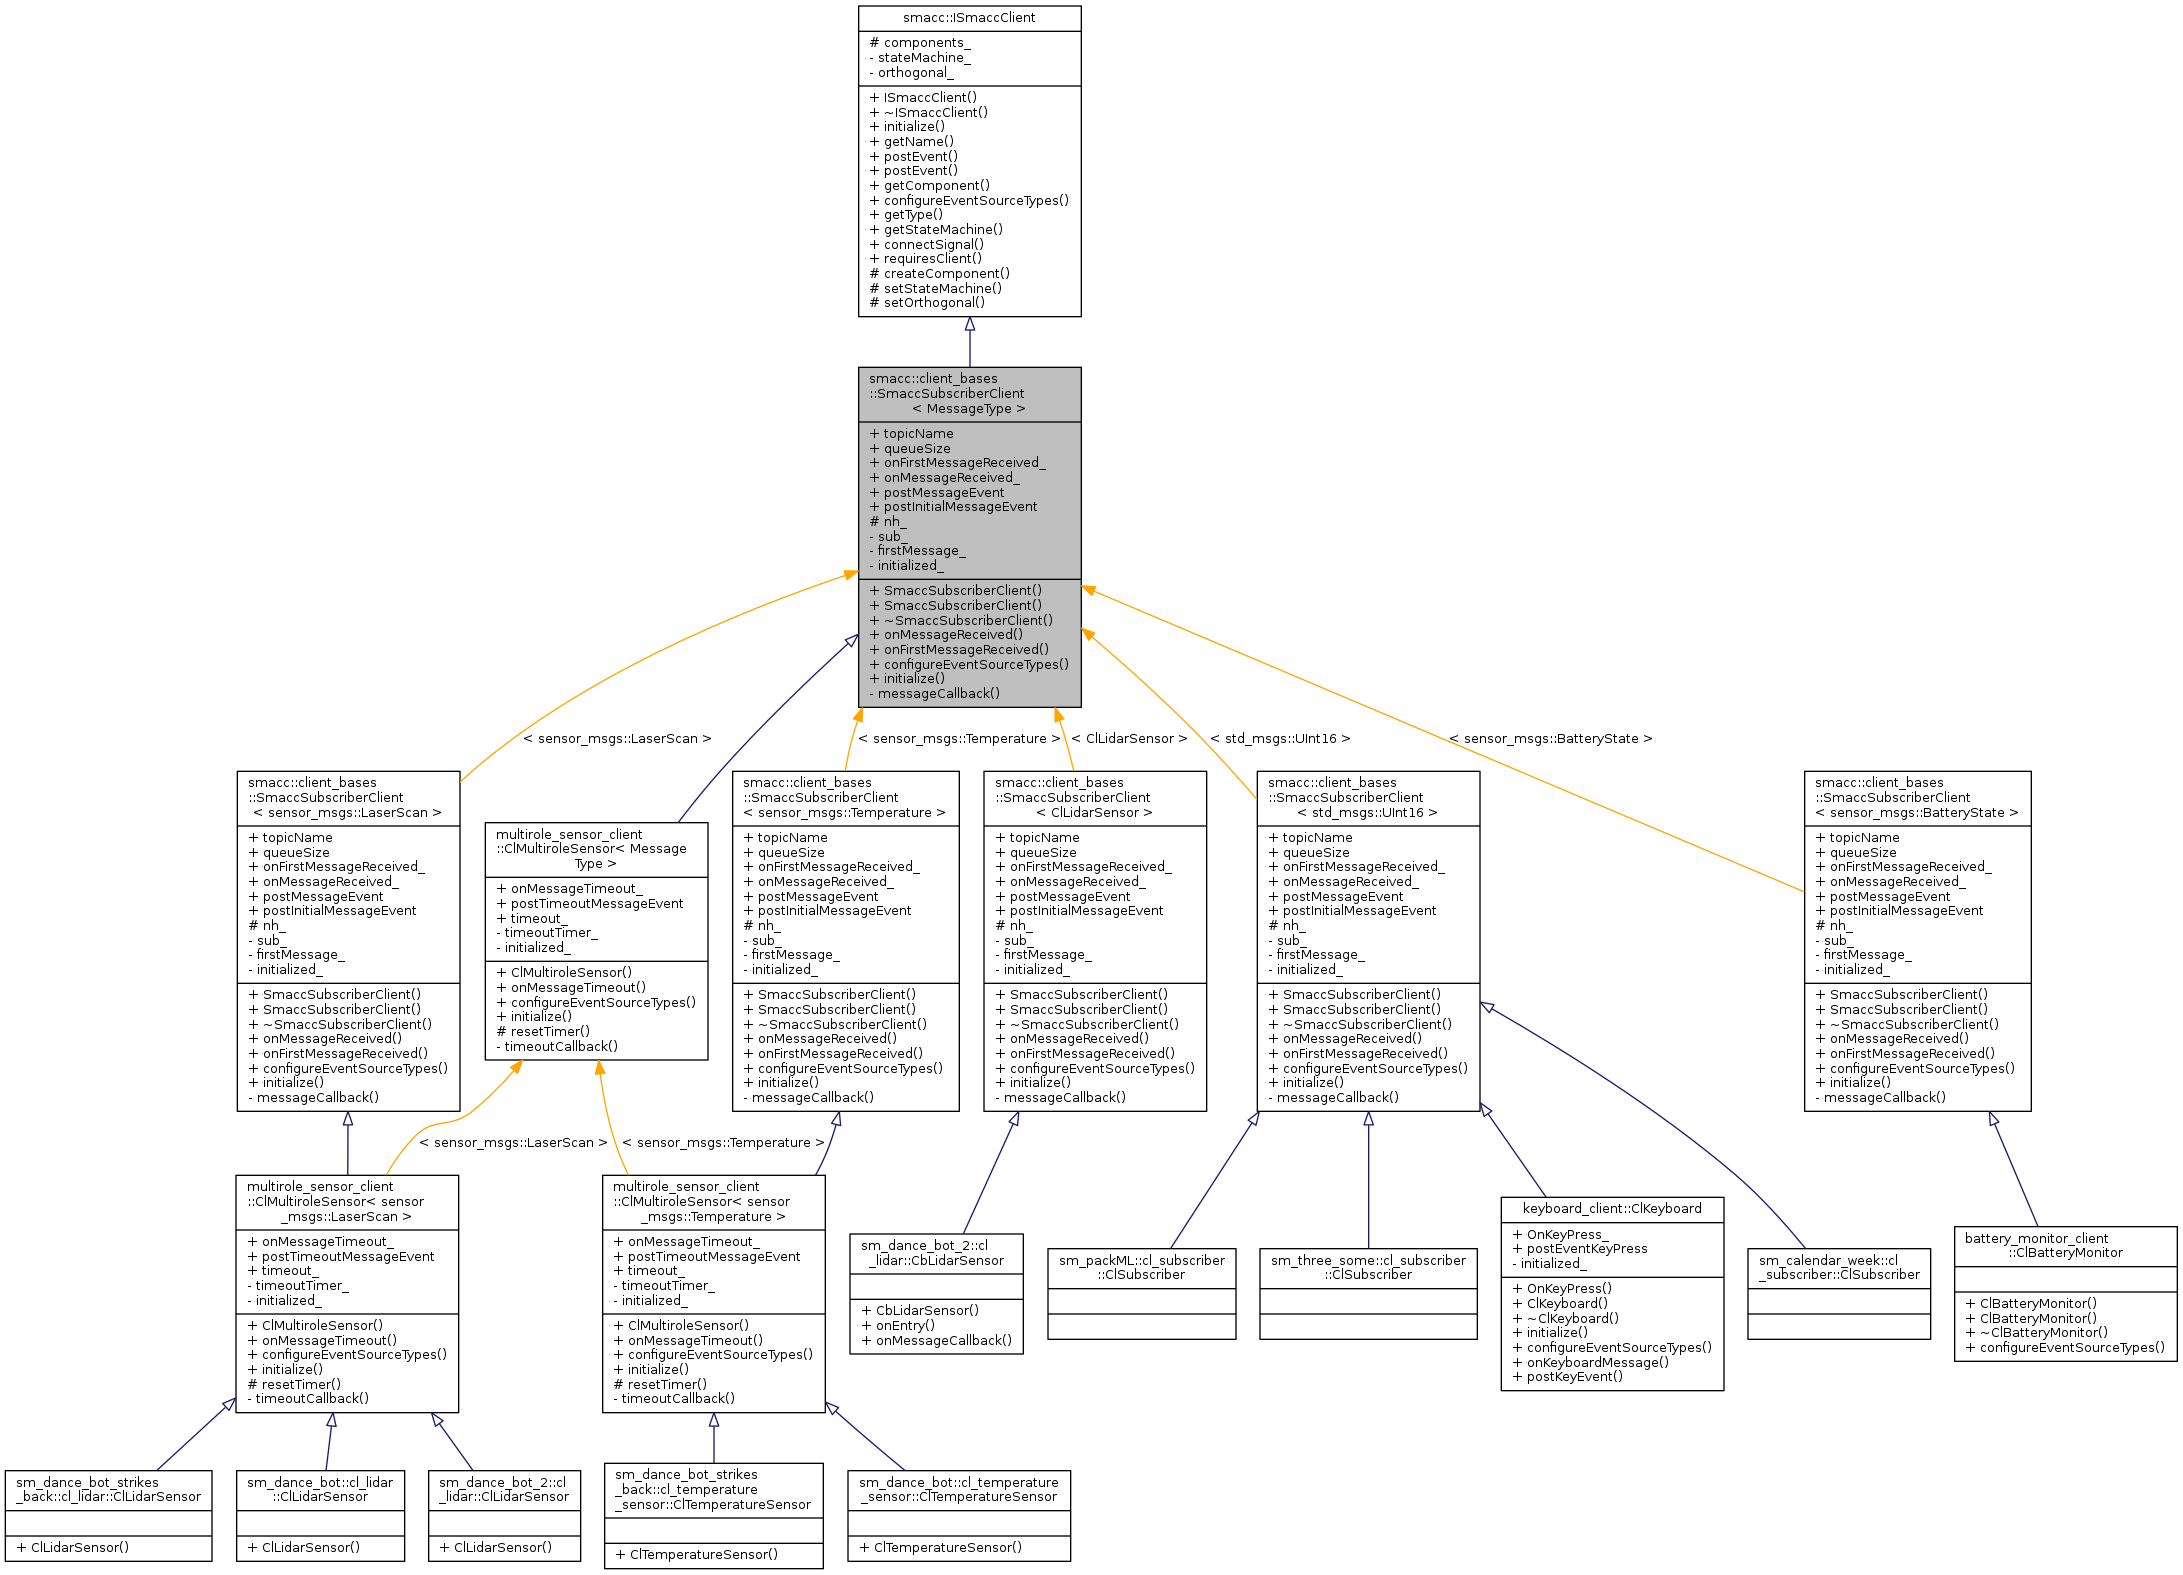 smacc::ISmaccClient
# components_
- stateMachine_
- orthogonal_
+ ISmaccClient()
+ ~ISmaccClient()
+ initialize()
+ getName()
+ postEvent()
+ postEvent()
+ getComponent()
+ configureEventSourceTypes()
+ getType()
+ getStateMachine()
+ connectSignal()
+ requiresClient()
# createComponent()
# setStateMachine()
# setOrthogonal()
smacc::client_bases
::SmaccSubscriberClient
< MessageType >
+ topicName
+ queueSize
+ onFirstMessageReceived_
+ onMessageReceived_
+ postMessageEvent
+ postInitialMessageEvent
# nh_
- sub_
- firstMessage_
- initialized_
+ SmaccSubscriberClient()
+ SmaccSubscriberClient()
+ ~SmaccSubscriberClient()
+ onMessageReceived()
+ onFirstMessageReceived()
+ configureEventSourceTypes()
+ initialize()
- messageCallback()
< sensor_msgs::LaserScan >
< sensor_msgs::Temperature >
< ClLidarSensor >
< std_msgs::UInt16 >
< sensor_msgs::BatteryState >
smacc::client_bases
::SmaccSubscriberClient
< sensor_msgs::LaserScan >
+ topicName
+ queueSize
+ onFirstMessageReceived_
+ onMessageReceived_
+ postMessageEvent
+ postInitialMessageEvent
# nh_
- sub_
- firstMessage_
- initialized_
+ SmaccSubscriberClient()
+ SmaccSubscriberClient()
+ ~SmaccSubscriberClient()
+ onMessageReceived()
+ onFirstMessageReceived()
+ configureEventSourceTypes()
+ initialize()
- messageCallback()
multirole_sensor_client
::ClMultiroleSensor< Message
Type >
+ onMessageTimeout_
+ postTimeoutMessageEvent
+ timeout_
- timeoutTimer_
- initialized_
+ ClMultiroleSensor()
+ onMessageTimeout()
+ configureEventSourceTypes()
+ initialize()
# resetTimer()
- timeoutCallback()
smacc::client_bases
::SmaccSubscriberClient
< sensor_msgs::Temperature >
+ topicName
+ queueSize
+ onFirstMessageReceived_
+ onMessageReceived_
+ postMessageEvent
+ postInitialMessageEvent
# nh_
- sub_
- firstMessage_
- initialized_
+ SmaccSubscriberClient()
+ SmaccSubscriberClient()
+ ~SmaccSubscriberClient()
+ onMessageReceived()
+ onFirstMessageReceived()
+ configureEventSourceTypes()
+ initialize()
- messageCallback()
smacc::client_bases
::SmaccSubscriberClient
< ClLidarSensor >
+ topicName
+ queueSize
+ onFirstMessageReceived_
+ onMessageReceived_
+ postMessageEvent
+ postInitialMessageEvent
# nh_
- sub_
- firstMessage_
- initialized_
+ SmaccSubscriberClient()
+ SmaccSubscriberClient()
+ ~SmaccSubscriberClient()
+ onMessageReceived()
+ onFirstMessageReceived()
+ configureEventSourceTypes()
+ initialize()
- messageCallback()
smacc::client_bases
::SmaccSubscriberClient
< std_msgs::UInt16 >
+ topicName
+ queueSize
+ onFirstMessageReceived_
+ onMessageReceived_
+ postMessageEvent
+ postInitialMessageEvent
# nh_
- sub_
- firstMessage_
- initialized_
+ SmaccSubscriberClient()
+ SmaccSubscriberClient()
+ ~SmaccSubscriberClient()
+ onMessageReceived()
+ onFirstMessageReceived()
+ configureEventSourceTypes()
+ initialize()
- messageCallback()
smacc::client_bases
::SmaccSubscriberClient
< sensor_msgs::BatteryState >
+ topicName
+ queueSize
+ onFirstMessageReceived_
+ onMessageReceived_
+ postMessageEvent
+ postInitialMessageEvent
# nh_
- sub_
- firstMessage_
- initialized_
+ SmaccSubscriberClient()
+ SmaccSubscriberClient()
+ ~SmaccSubscriberClient()
+ onMessageReceived()
+ onFirstMessageReceived()
+ configureEventSourceTypes()
+ initialize()
- messageCallback()
< sensor_msgs::LaserScan >
< sensor_msgs::Temperature >
multirole_sensor_client
::ClMultiroleSensor< sensor
_msgs::LaserScan >
+ onMessageTimeout_
+ postTimeoutMessageEvent
+ timeout_
- timeoutTimer_
- initialized_
+ ClMultiroleSensor()
+ onMessageTimeout()
+ configureEventSourceTypes()
+ initialize()
# resetTimer()
- timeoutCallback()
multirole_sensor_client
::ClMultiroleSensor< sensor
_msgs::Temperature >
+ onMessageTimeout_
+ postTimeoutMessageEvent
+ timeout_
- timeoutTimer_
- initialized_
+ ClMultiroleSensor()
+ onMessageTimeout()
+ configureEventSourceTypes()
+ initialize()
# resetTimer()
- timeoutCallback()
sm_dance_bot_2::cl
_lidar::CbLidarSensor
+ CbLidarSensor()
+ onEntry()
+ onMessageCallback()
sm_packML::cl_subscriber
::ClSubscriber
sm_three_some::cl_subscriber
::ClSubscriber
keyboard_client::ClKeyboard
+ OnKeyPress_
+ postEventKeyPress
- initialized_
+ OnKeyPress()
+ ClKeyboard()
+ ~ClKeyboard()
+ initialize()
+ configureEventSourceTypes()
+ onKeyboardMessage()
+ postKeyEvent()
sm_calendar_week::cl
_subscriber::ClSubscriber
battery_monitor_client
::ClBatteryMonitor
+ ClBatteryMonitor()
+ ClBatteryMonitor()
+ ~ClBatteryMonitor()
+ configureEventSourceTypes()
sm_dance_bot_strikes
_back::cl_lidar::ClLidarSensor
+ ClLidarSensor()
sm_dance_bot::cl_lidar
::ClLidarSensor
+ ClLidarSensor()
sm_dance_bot_2::cl
_lidar::ClLidarSensor
+ ClLidarSensor()
sm_dance_bot_strikes
_back::cl_temperature
_sensor::ClTemperatureSensor
+ ClTemperatureSensor()
sm_dance_bot::cl_temperature
_sensor::ClTemperatureSensor
+ ClTemperatureSensor()